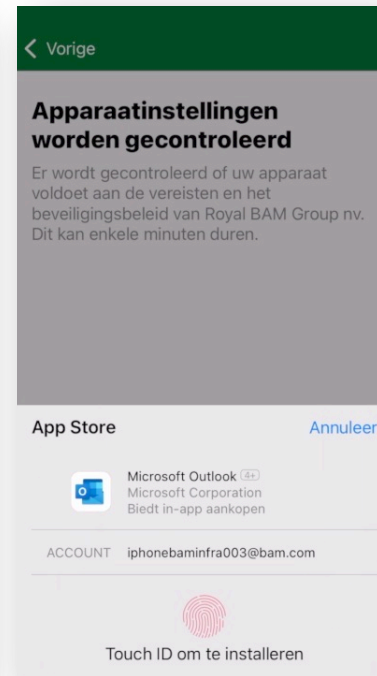 Vorige
Apparaatinstellingen
worden gecontroleerd
Er wordt gecontroleerd of uw apparaat
voldoet aan de vereisten en het
beveiligingsbeleid van Royal BAM Group nv.
Dit kan enkele minuten duren.
App Store Annuleer
Microsoft Outlook 4+
Microsoft Corporation
Biedt in-app aankopen
ACCOUNT iphonebaminfra003@bam.com
Touch ID om te installeren